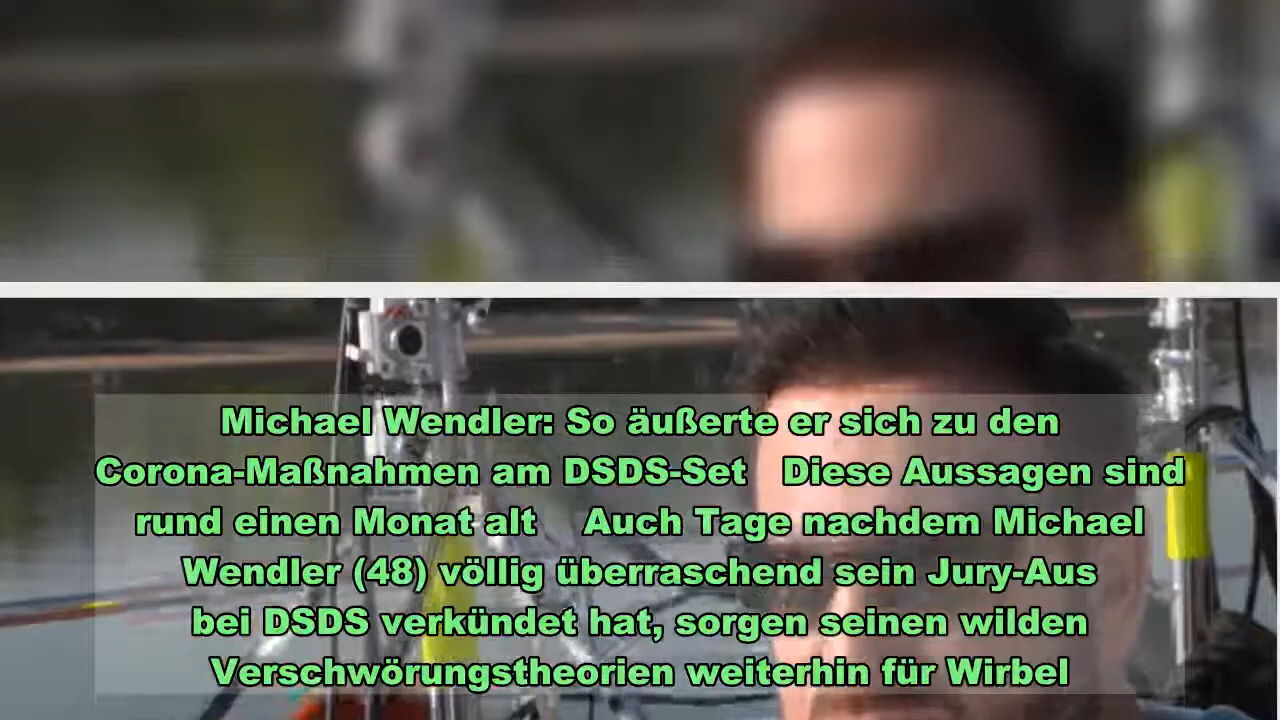 Michael Wendler: So äußerte er sich zu den
Corona-Maßnahmen am DSDS-Set Diese Aussagen sind
rund einen Monat alt Auch Tage nachdem Michael
Wendler (48) völlig überraschend sein Jury-Aus
bei DSDS verkündet hat, sorgen seinen wilden
Verschwörungstheorien weiterhin für Wirbel